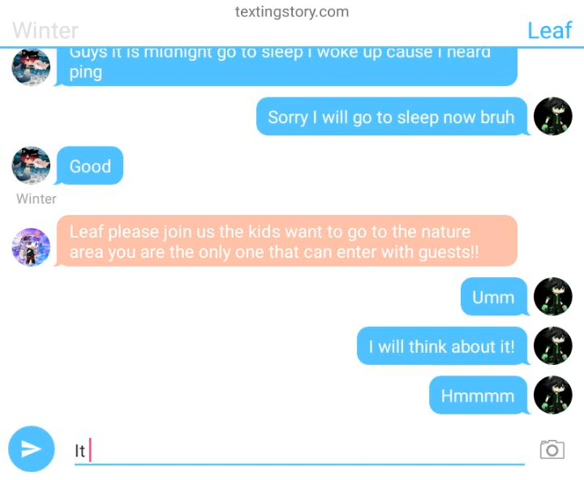 textingstory.com
Winter
Leaf
Guys it is midnight go to sleep I woke up cause I heard
ping
Sorry I will go to sleep now bruh
Good
Winter
Leaf please join us the kids want to go to the nature
area you are the only one that can enter with guests!!
Umm
I will think about it!
Hmmmm
It